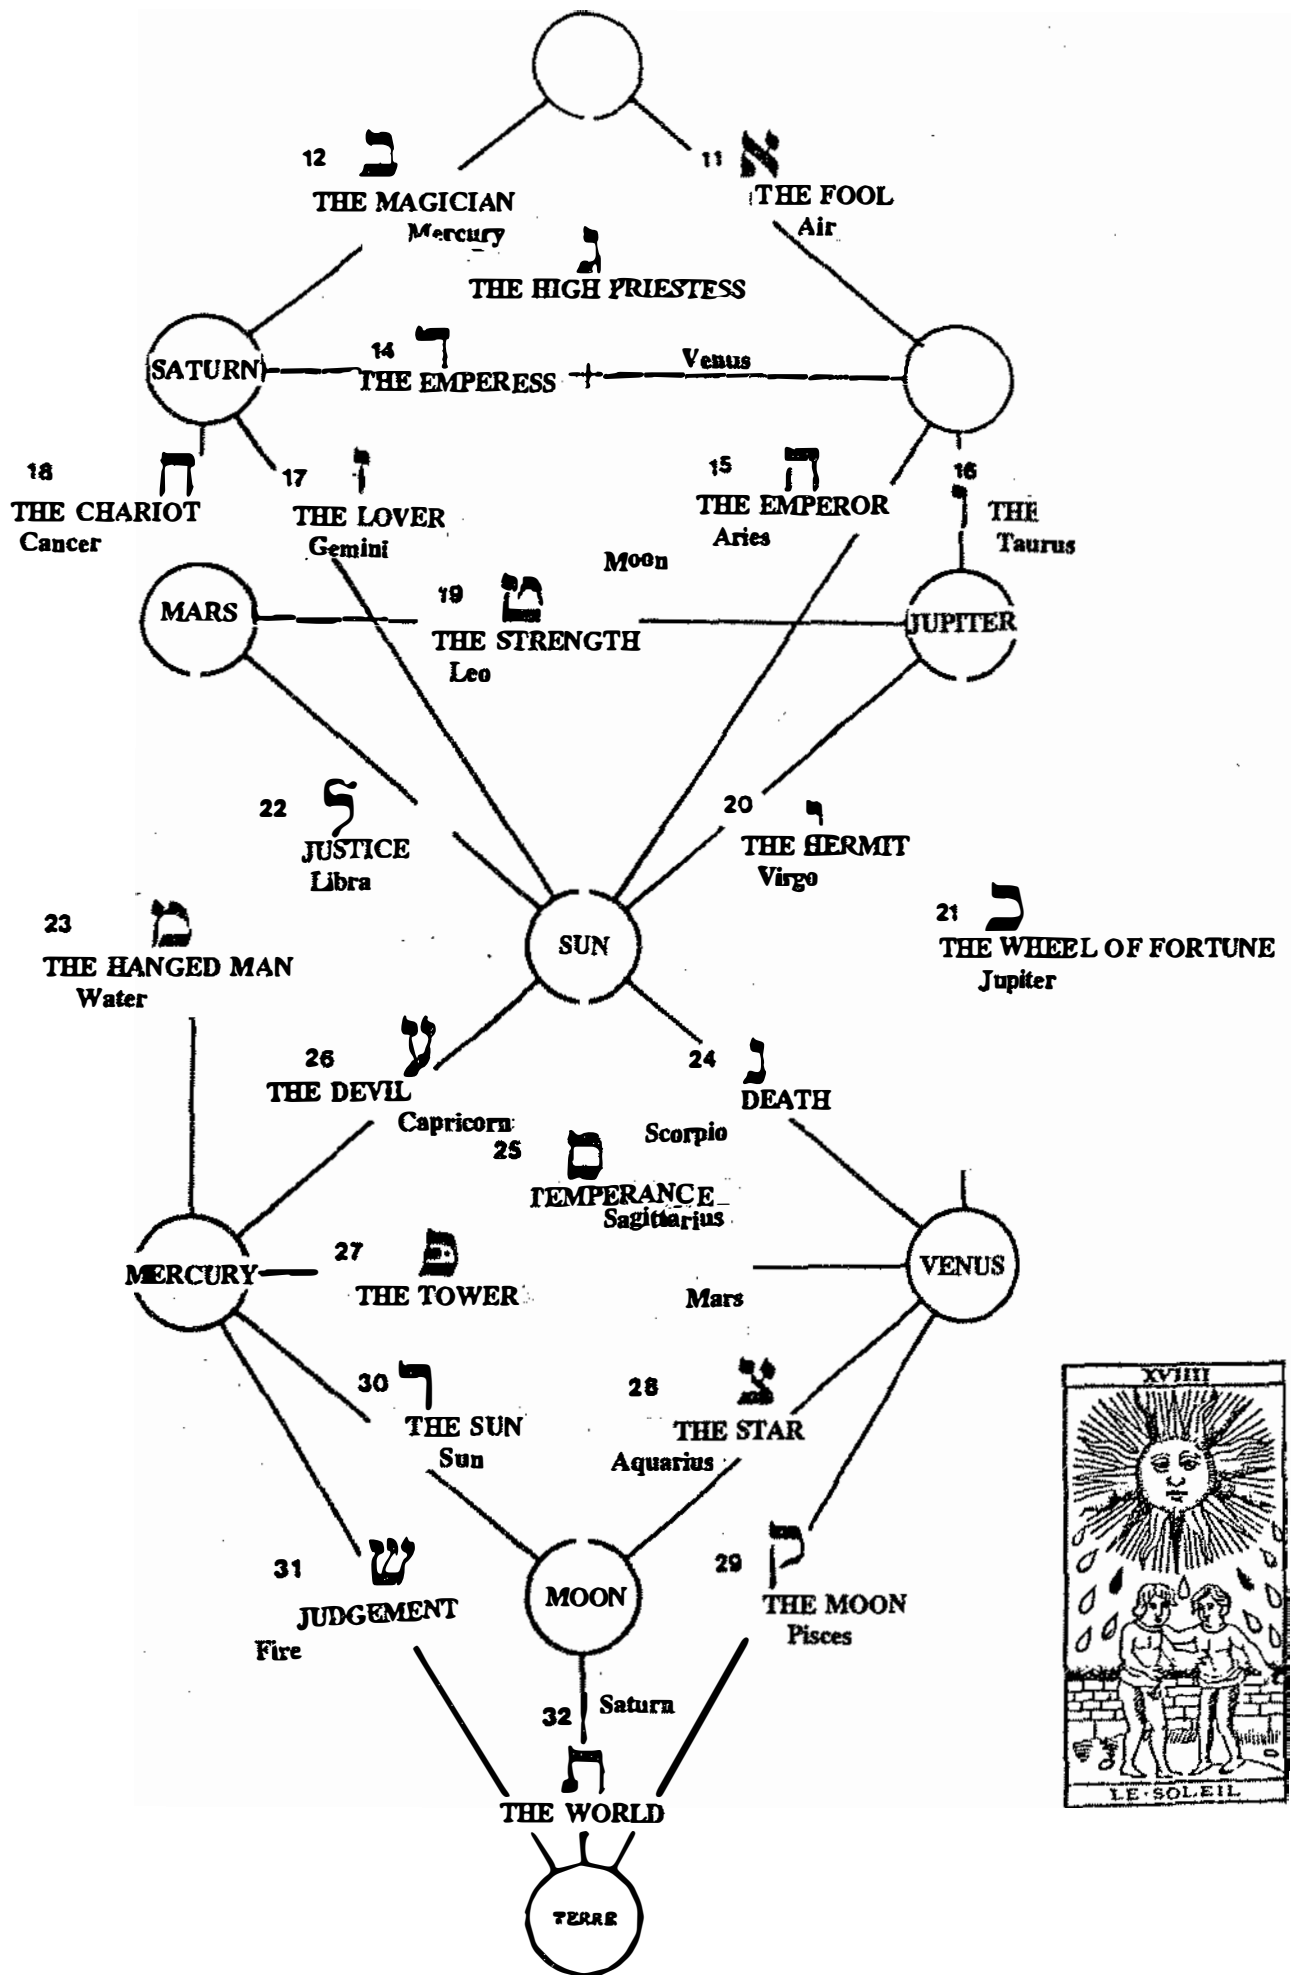 12 ב
11 א
THE MAGICIAN
Mercury
THE FOOL
Air
ג
THE HIGH PRIESTESS
SATURN
14 ד
THE EMPERESS
Venus
18 ח
THE CHARIOT
Cancer
17 ז
THE LOVER
Gemini
15 ה
THE EMPEROR
Aries
16 ו
THE
Taurus
Moon
MARS
19 ט
THE STRENGTH
Leo
JUPITER
22 ל
JUSTICE
Libra
20 י
THE HERMIT
Virgo
23 מ
THE HANGED MAN
Water
SUN
21 כ
THE WHEEL OF FORTUNE
Jupiter
26 ע
THE DEVIL
Capricorn
24 נ
DEATH
Scorpio
25 ם
TEMPERANCE
Sagittarius
MERCURY
27 פ
THE TOWER
Mars
VENUS
30 ר
THE SUN
Sun
28 צ
THE STAR
Aquarius
31 ש
JUDGEMENT
Fire
MOON
29 ק
THE MOON
Pisces
Saturn
32
ת
THE WORLD
TERRE
XVIIII
LE·SOLEIL